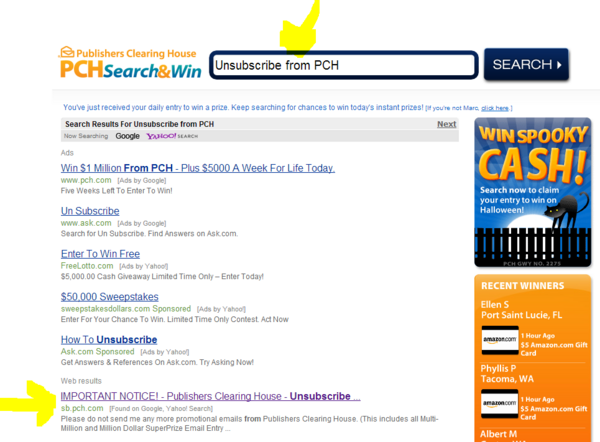 Publishers Clearing House
PCHSearch&Win
Unsubscribe from PCH
SEARCH
You've just received your daily entry to win a prize. Keep searching for chances to win today's instant prizes! [If you're not Marc, click here.]
Search Results For Unsubscribe from PCH Next
Now Searching Google YAHOO! SEARCH
Ads
Win $1 Million From PCH - Plus $5000 A Week For Life Today.
www.pch.com [Ads by Google]
Five Weeks Left To Enter To Win!
Un Subscribe
www.ask.com [Ads by Google]
Search for Un Subscribe. Find Answers on Ask.com.
Enter To Win Free
FreeLotto.com [Ads by Yahoo!]
$5,000.00 Cash Giveaway Limited Time Only – Enter Today!
$50,000 Sweepstakes
sweepstakesdollars.com Sponsored [Ads by Yahoo!]
Enter For Your Chance To Win. Limited Time Only Contest. Act Now
How To Unsubscribe
Ask.com Sponsored [Ads by Yahoo!]
Get Answers & References On Ask.com. Try Asking Now!
Web results
IMPORTANT NOTICE! - Publishers Clearing House - Unsubscribe ...
sb.pch.com [Found on Google, Yahoo! Search]
Please do not send me any more promotional emails from Publishers Clearing House. (This includes all Multi-
Million and Million Dollar SuperPrize Email Entry ...
WIN SPOOKY
CASH!
Search now to claim
your entry to win on
Halloween!
PCH GWY NO. 2275
RECENT WINNERS
Ellen S
Port Saint Lucie, FL
amazon.com
1 Hour Ago
$5 Amazon.com Gift
Card
Phyllis P
Tacoma, WA
amazon.com
1 Hour Ago
$5 Amazon.com Gift
Card
Albert M